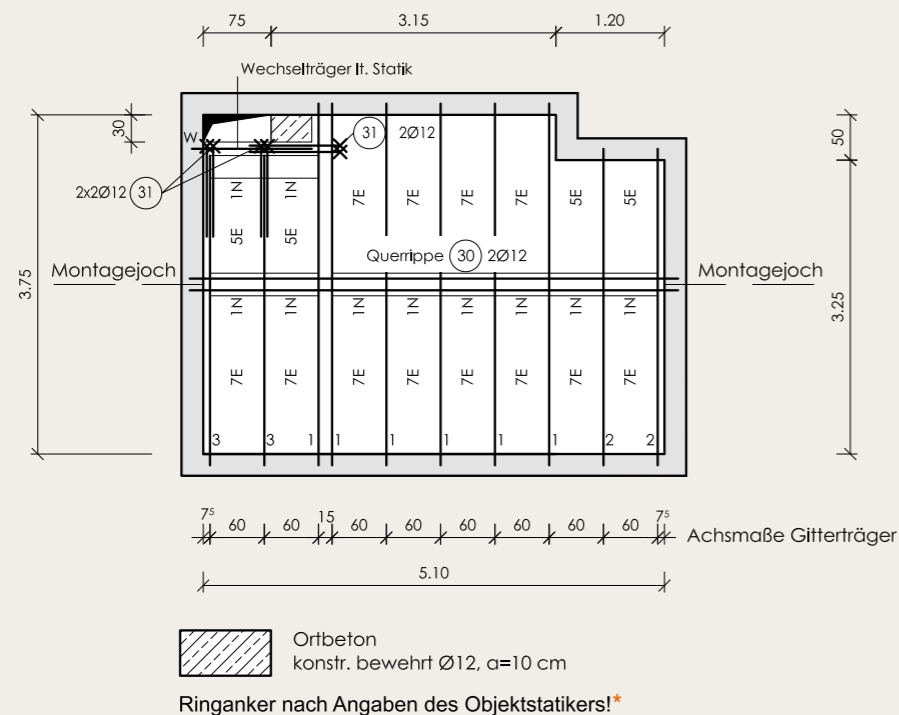 75 3.15 1.20
Wechselträger lt. Statik
30
W
31 2Ø12
50
2x2Ø12 31
1N 1N
7E 7E 7E 7E 5E 5E
5E 5E
Querrippe 30 2Ø12
Montagejoch Montagejoch
3.75
3.25
1N 1N 1N 1N 1N 1N 1N 1N
7E 7E 7E 7E 7E 7E 7E 7E
3 3 1 1 1 1 1 1 2 2
7⁵ 60 60 15 60 60 60 60 60 60 7⁵ Achsmaße Gitterträger
5.10
Ortbeton
konstr. bewehrt Ø12, a=10 cm
Ringanker nach Angaben des Objektstatikers!*